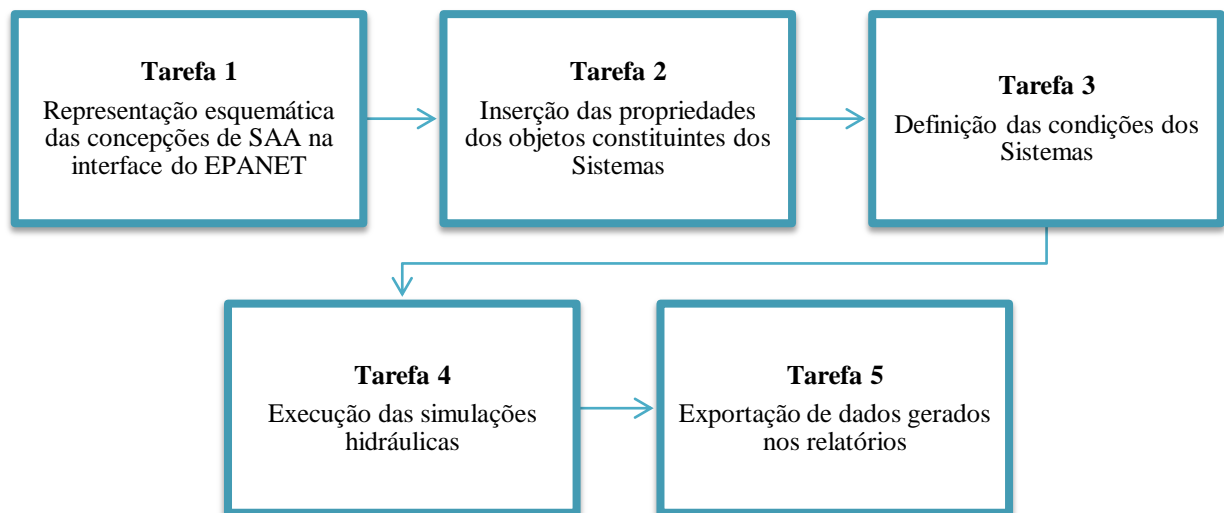 Tarefa 1
Representação esquemática
das concepções de SAA na
interface do EPANET
Tarefa 2
Inserção das propriedades
dos objetos constituintes dos
Sistemas
Tarefa 3
Definição das condições dos
Sistemas
Tarefa 4
Execução das simulações
hidráulicas
Tarefa 5
Exportação de dados gerados
nos relatórios